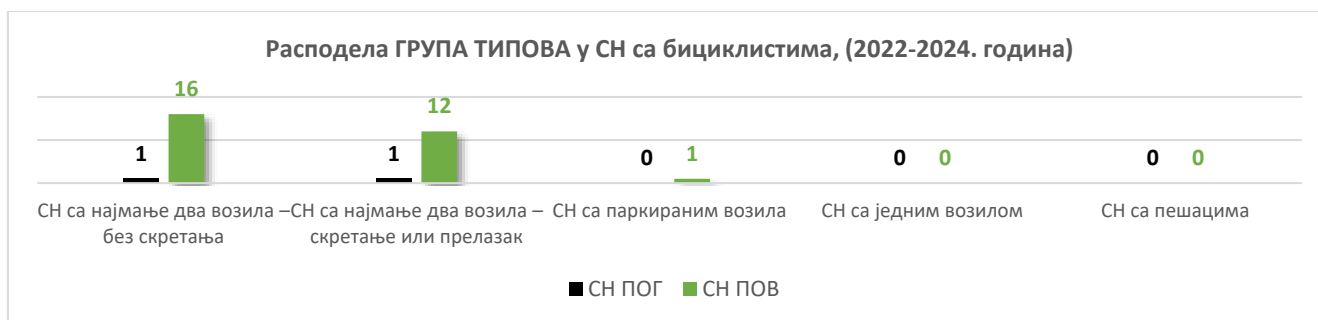 Расподела ГРУПА ТИПОВА у СН са бициклистима, (2022-2024. година)
16
12
1
1
0
1
0
0
0
0
СН са најмање два возила –
без скретања
СН са најмање два возила –
скретање или прелазак
СН са паркираним возила
СН са једним возилом
СН са пешацима
СН ПОГ
СН ПОВ